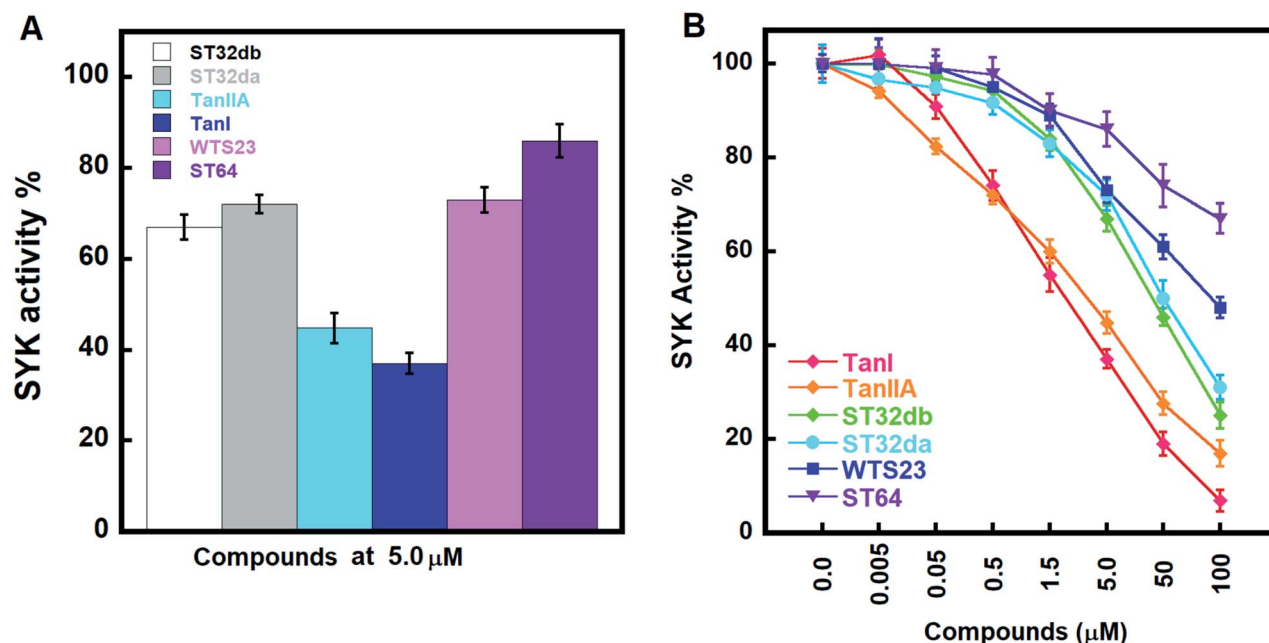 A
SYK activity %
100
80
60
40
20
0
ST32db
ST32da
TanIIA
TanI
WTS23
ST64
Compounds at 5.0 μM
B
SYK Activity %
100
80
60
40
20
0
TanI
TanIIA
ST32db
ST32da
WTS23
ST64
0.0
0.005
0.05
0.5
1.5
5.0
50
100
Compounds (μM)